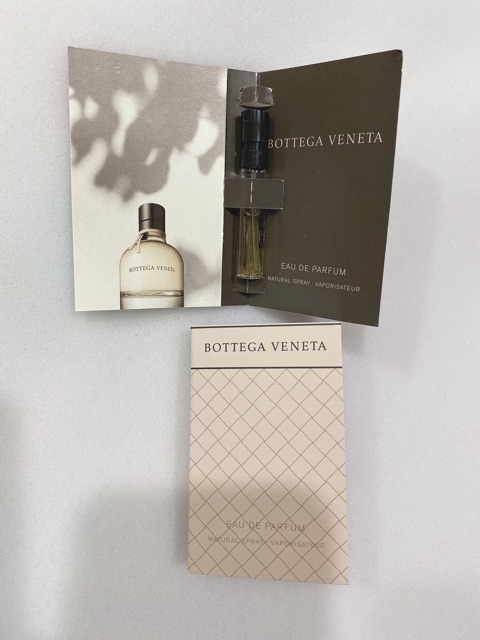 BOTTEGA VENETA
BOTTEGA VENETA
EAU DE PARFUM
NATURAL SPRAY · VAPORISATEUR
BOTTEGA VENETA
EAU DE PARFUM
NATURAL SPRAY · VAPORISATEUR